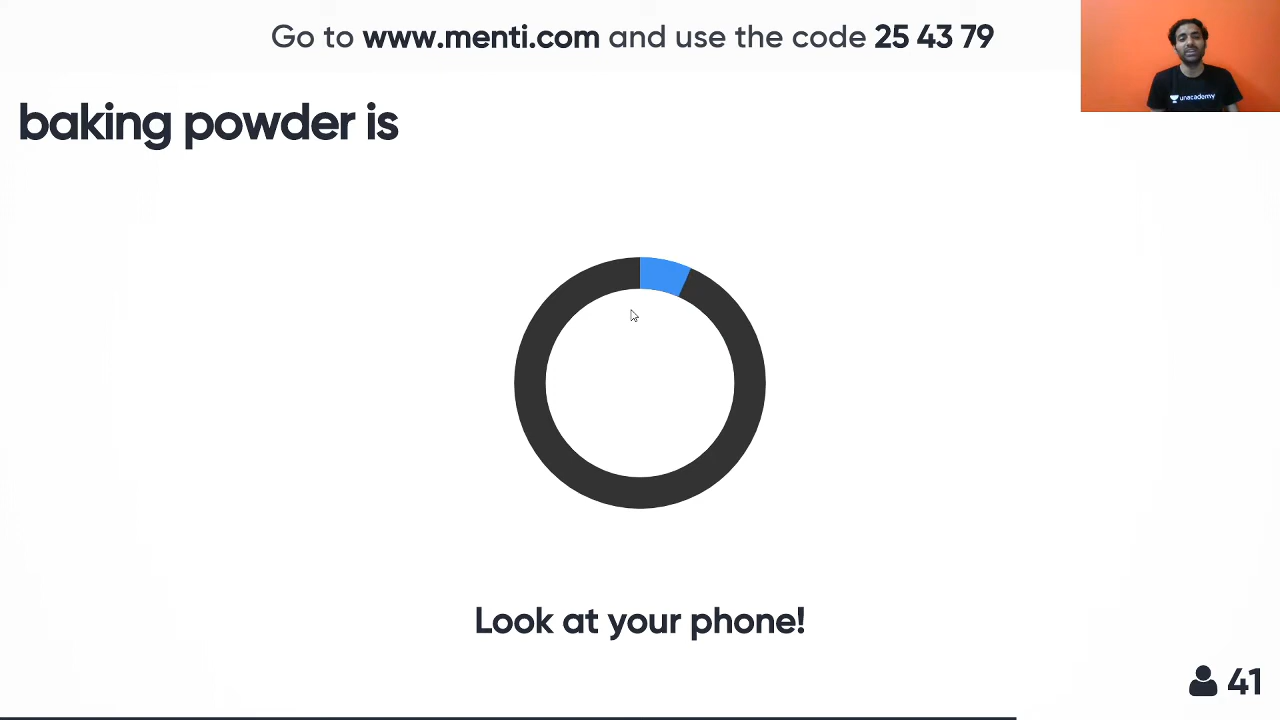 Go to www.menti.com and use the code 25 43 79
unacademy
baking powder is
Look at your phone!
41